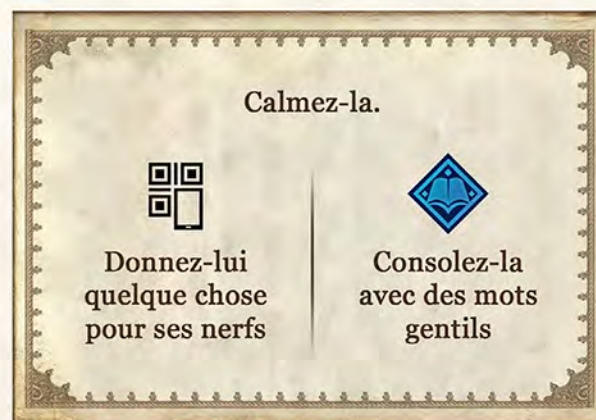 Calmez-la.
Donnez-lui
quelque chose
pour ses nerfs
Consolez-la
avec des mots
gentils